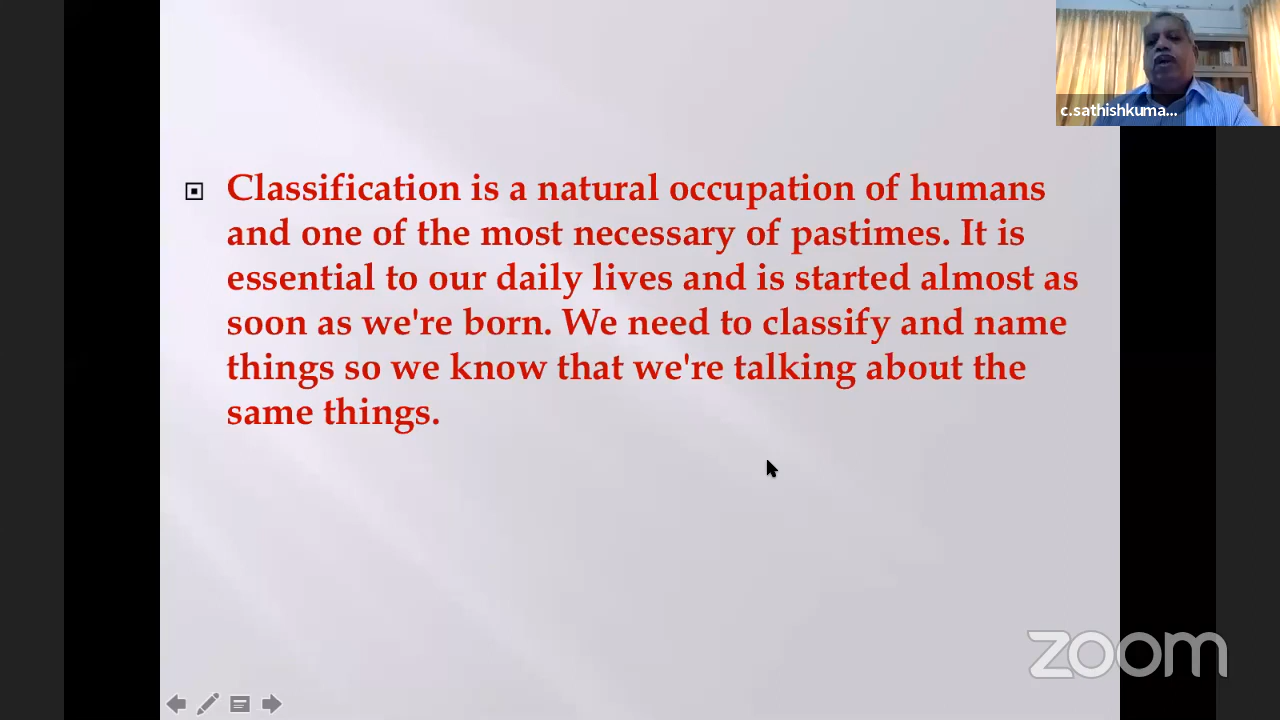 c.sathishkuma...
Classification is a natural occupation of humans
and one of the most necessary of pastimes. It is
essential to our daily lives and is started almost as
soon as we're born. We need to classify and name
things so we know that we're talking about the
same things.
zoom